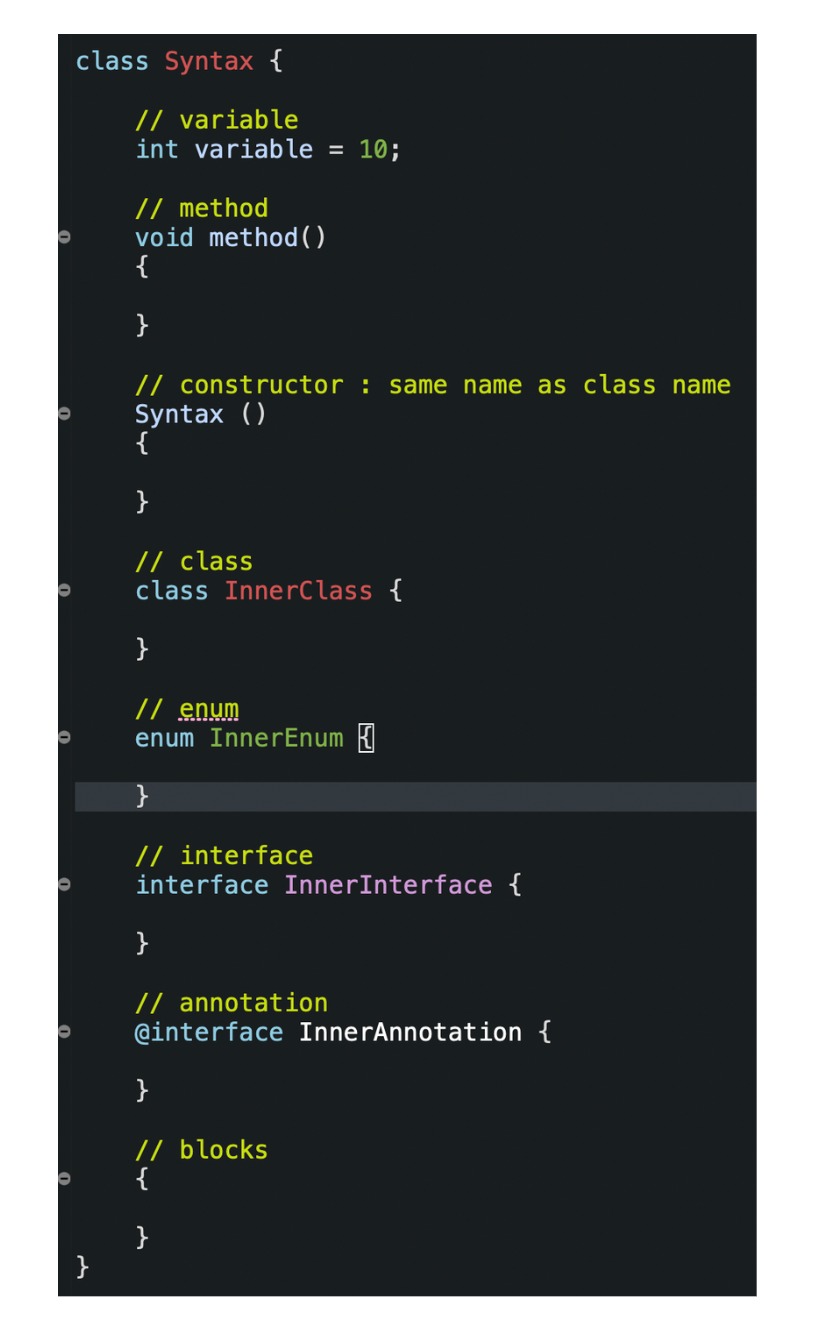 class Syntax {
// variable
int variable = 10;
// method
void method()
{
}
// constructor : same name as class name
Syntax ()
{
}
// class
class InnerClass {
}
// enum
enum InnerEnum {
}
// interface
interface InnerInterface {
}
// annotation
@interface InnerAnnotation {
}
// blocks
{
}
}